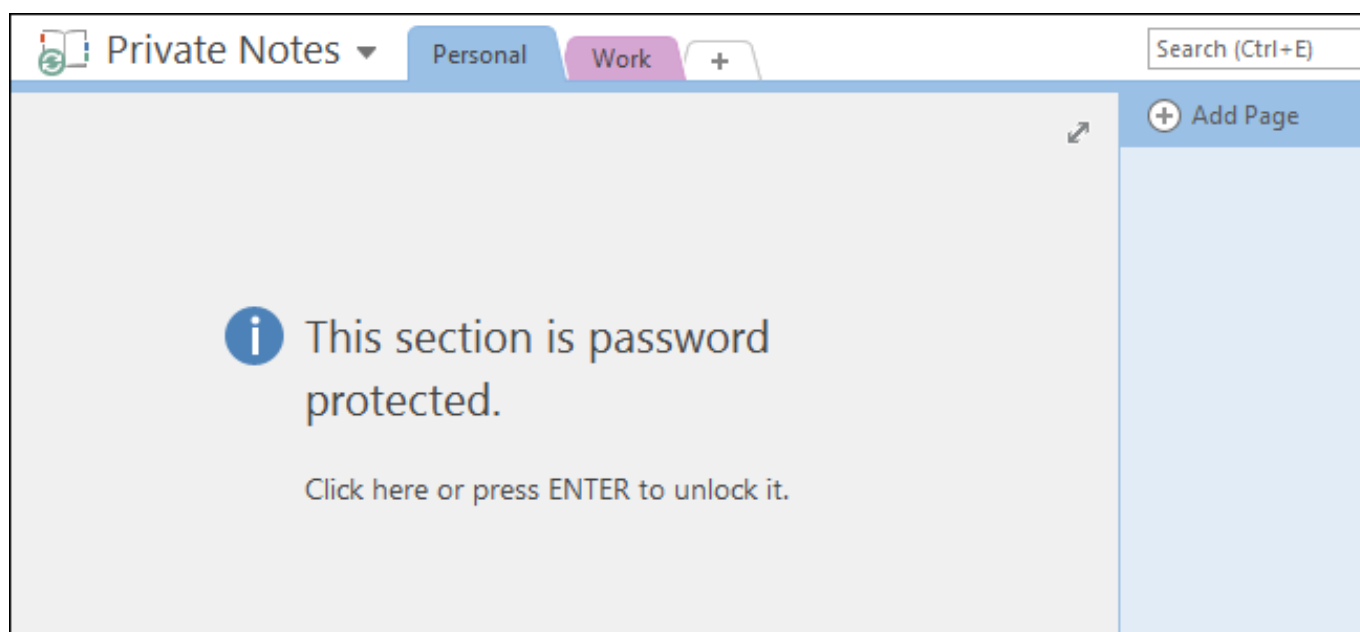 Private Notes
Personal
Work
+
Search (Ctrl+E)
Add Page
This section is password
protected.
Click here or press ENTER to unlock it.